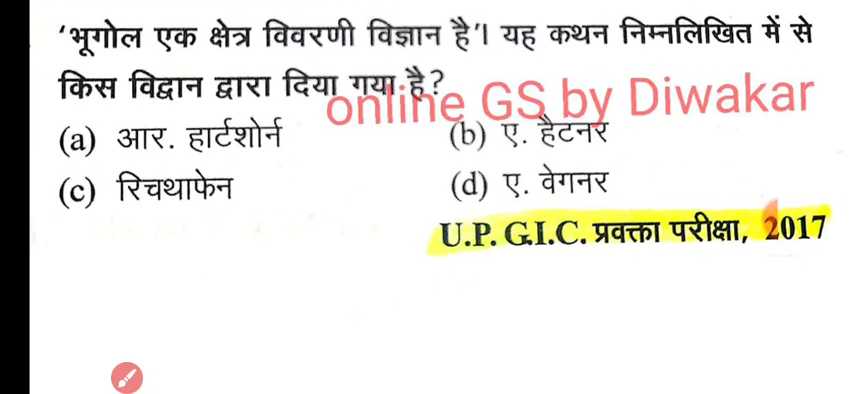 ‘भूगोल एक क्षेत्र विवरणी विज्ञान है’। यह कथन निम्नलिखित में से
किस विद्वान द्वारा दिया गया है?
online GS by Diwakar
(a) आर. हार्टशोर्न (b) ए. हैटनर
(c) रिचथाफेन (d) ए. वेगनर
U.P. G.I.C. प्रवक्ता परीक्षा, 2017